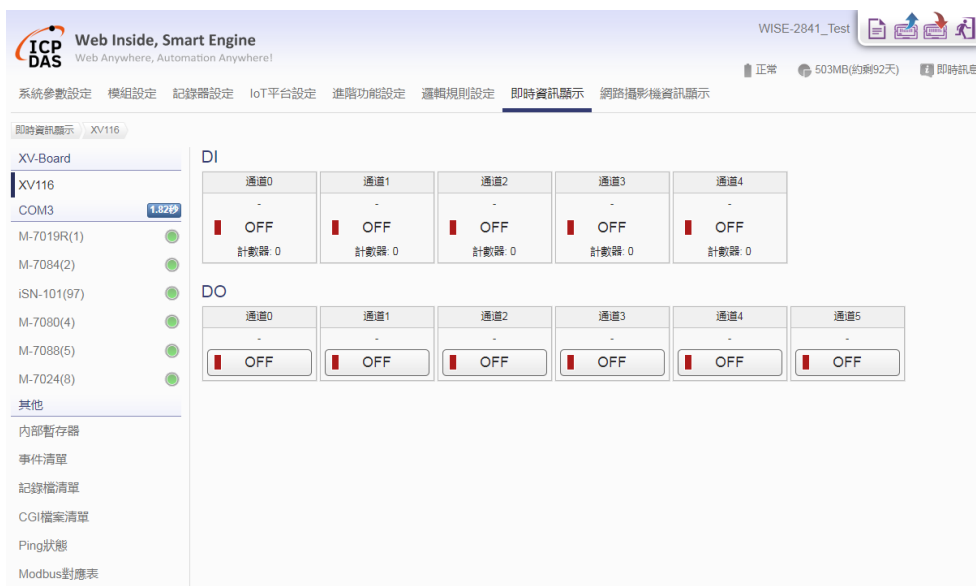 ICP
DAS
Web Inside, Smart Engine
Web Anywhere, Automation Anywhere!
WISE-2841_Test
正常 503MB(約剩92天) 即時訊息
系統參數設定 模組設定 記錄器設定 IoT平台設定 進階功能設定 邏輯規則設定 即時資訊顯示 網路攝影機資訊顯示
即時資訊顯示 XV116
XV-Board
XV116
COM3 1.82秒
M-7019R(1)
M-7084(2)
iSN-101(97)
M-7080(4)
M-7088(5)
M-7024(8)
其他
內部暫存器
事件清單
記錄檔清單
CGI檔案清單
Ping狀態
Modbus對應表
DI
通道0 通道1 通道2 通道3 通道4
- - - - -
OFF OFF OFF OFF OFF
計數器: 0 計數器: 0 計數器: 0 計數器: 0 計數器: 0
DO
通道0 通道1 通道2 通道3 通道4 通道5
- - - - - -
OFF OFF OFF OFF OFF OFF